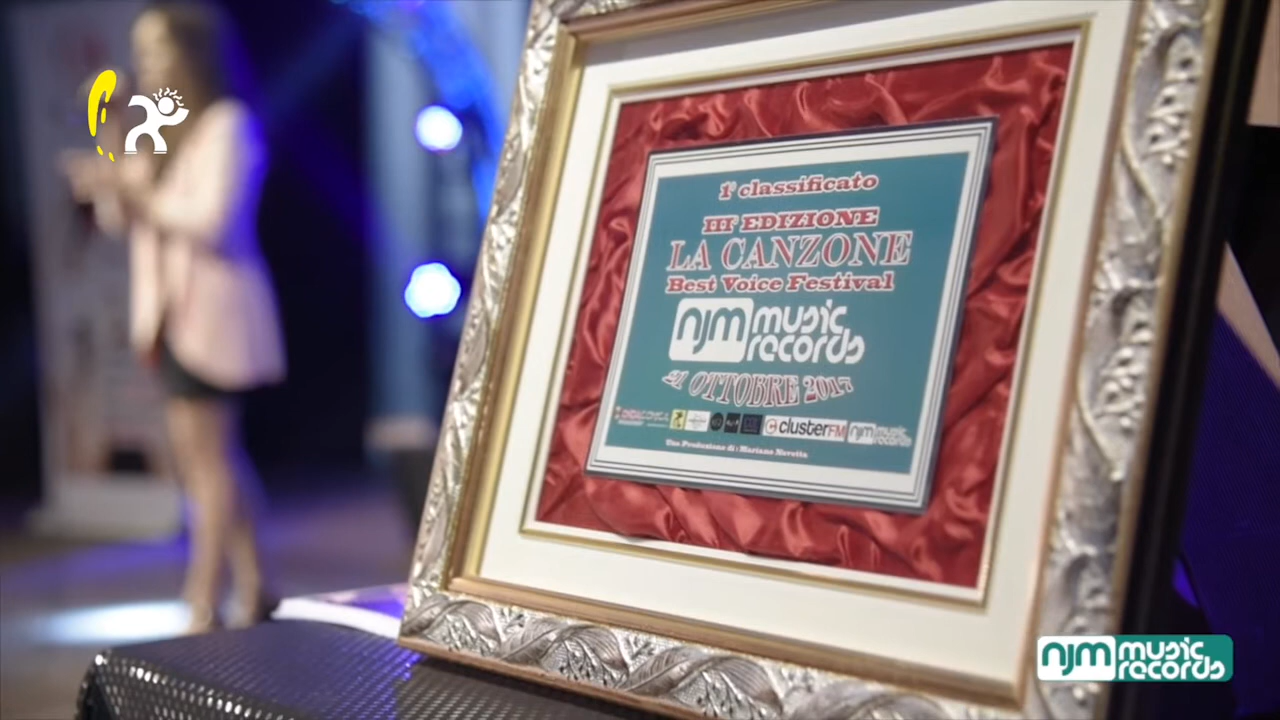 1° classificato
III° EDIZIONE
LA CANZONE
Best Voice Festival
njm music records
21 OTTOBRE 2017
clusterFM njm music records
Una Produzione di : Mariano
njm music records